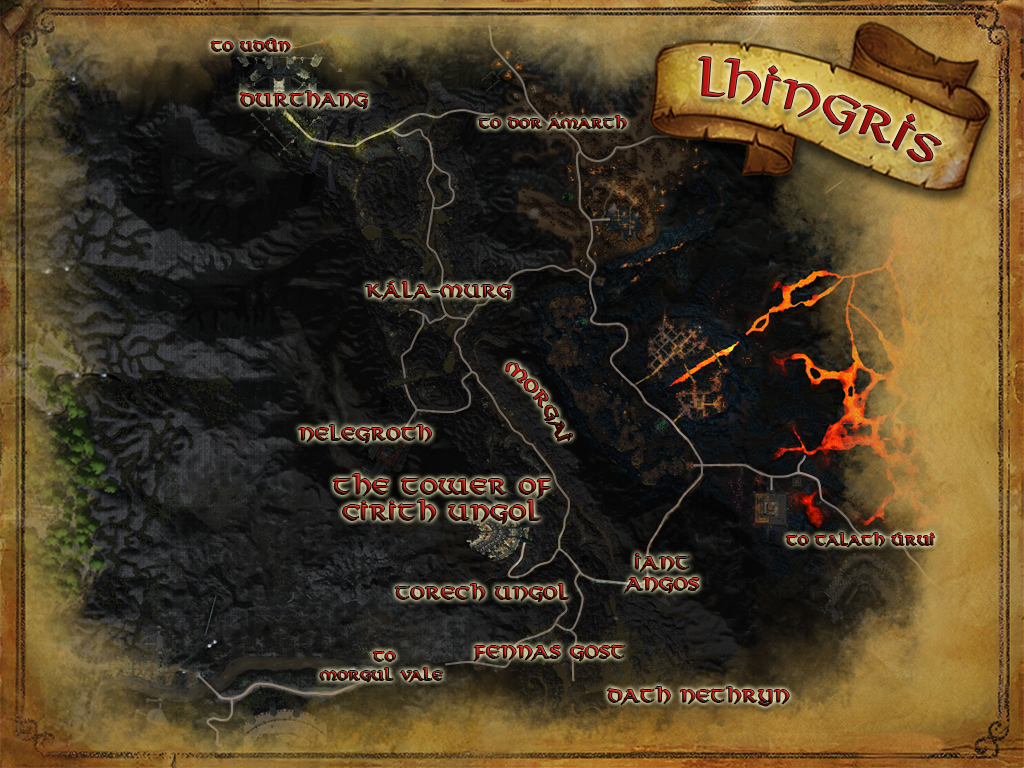 To Udûn
Lhingris
Durthang
To Dor Amarth
Kála-Murg
Morgai
Nelegroth
The Tower of
Cirith Ungol
To Talath Úrui
Iant
Angos
Torech Ungol
Fennas Gost
To
Morgul Vale
Dath Nethryn